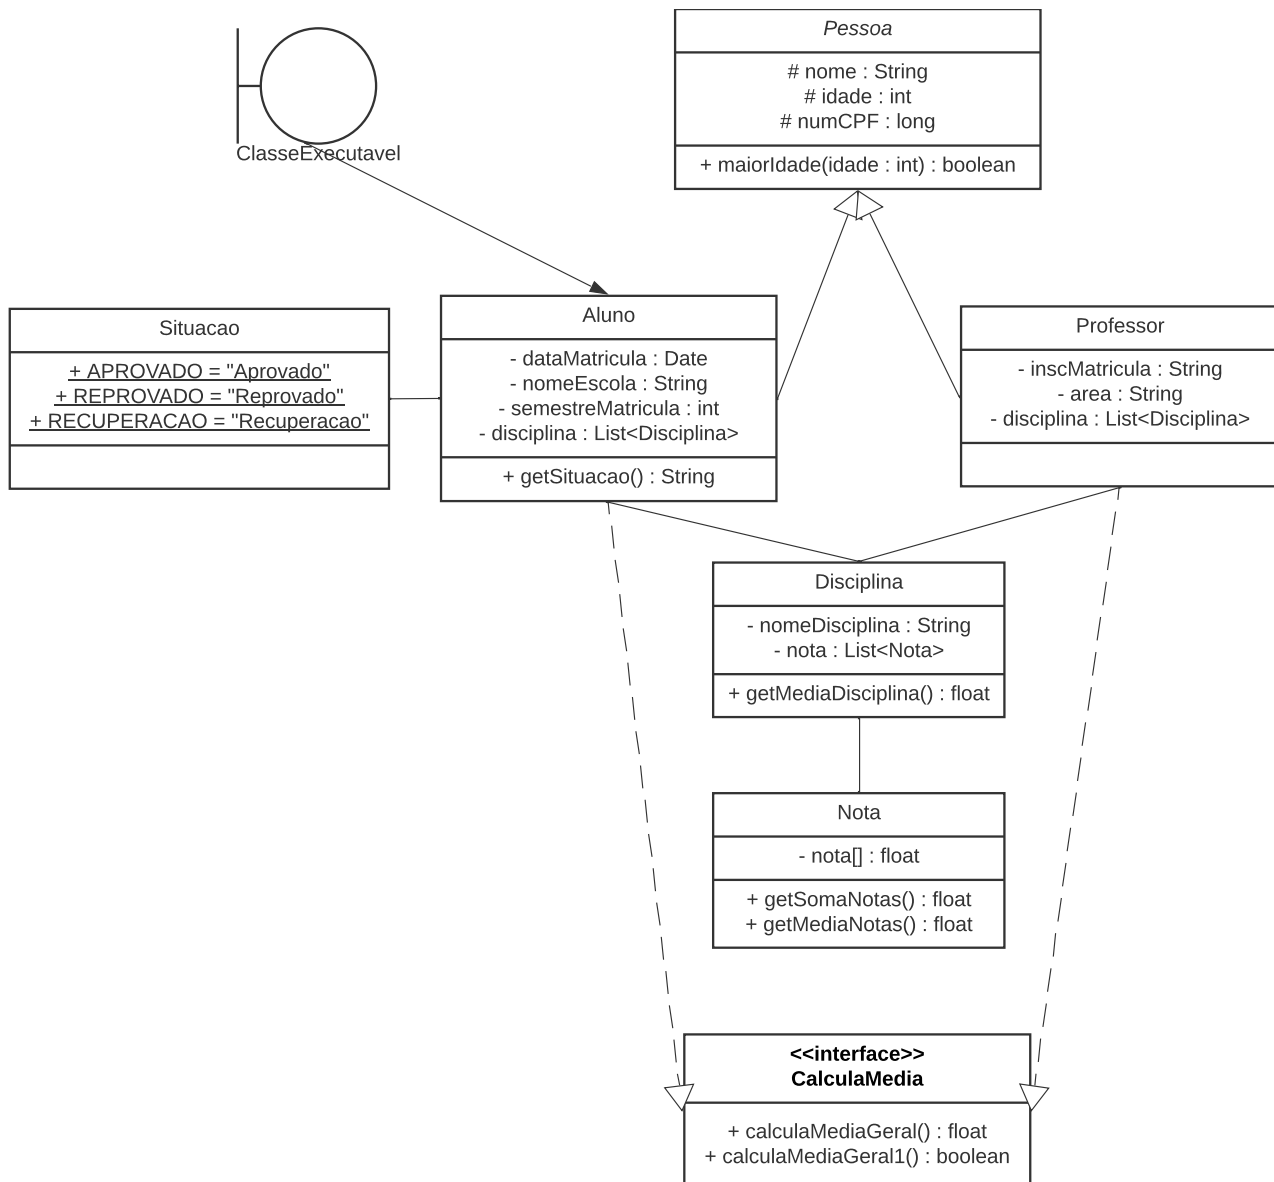 Pessoa
# nome : String
# idade : int
# numCPF : long
+ maiorIdade(idade : int) : boolean
ClasseExecutavel
Situacao
+ APROVADO = "Aprovado"
+ REPROVADO = "Reprovado"
+ RECUPERACAO = "Recuperacao"
Aluno
- dataMatricula : Date
- nomeEscola : String
- semestreMatricula : int
- disciplina : List<Disciplina>
+ getSituacao() : String
Professor
- inscMatricula : String
- area : String
- disciplina : List<Disciplina>
Disciplina
- nomeDisciplina : String
- nota : List<Nota>
+ getMediaDisciplina() : float
Nota
- nota[] : float
+ getSomaNotas() : float
+ getMediaNotas() : float
<<interface>>
CalculaMedia
+ calculaMediaGeral() : float
+ calculaMediaGeral1() : boolean